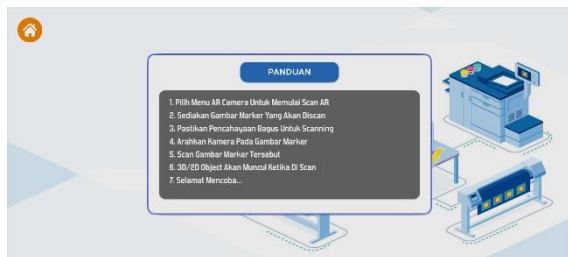 PANDUAN
1. Pilih Menu AR Camera Untuk Memulai Scan AR
2. Sediakan Gambar Marker Yang Akan Discan
3. Pastikan Pencahayaan Bagus Untuk Scanning
4. Arahkan Kamera Pada Gambar Marker
5. Scan Gambar Marker Tersebut
6. 3D/2D Object Akan Muncul Ketika Di Scan
7. Selamat Mencoba...